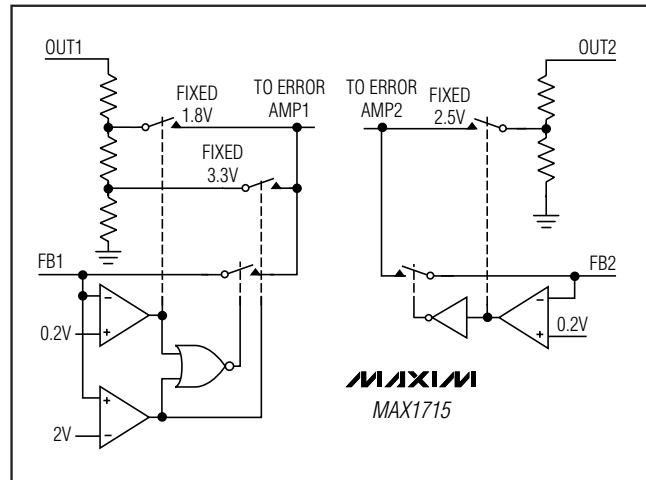 OUT1
OUT2
FIXED
1.8V
TO ERROR
AMP1
TO ERROR
AMP2
FIXED
2.5V
FIXED
3.3V
FB1
FB2
−
+
0.2V
−
+
0.2V
+
−
2V
MAXIM
MAX1715